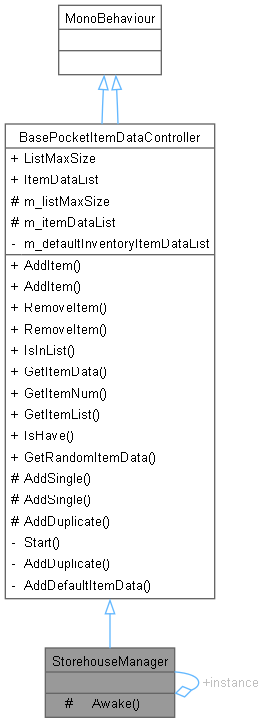 MonoBehaviour
BasePocketItemDataController
+ ListMaxSize
+ ItemDataList
# m_listMaxSize
# m_itemDataList
- m_defaultInventoryItemDataList
+ AddItem()
+ AddItem()
+ RemoveItem()
+ RemoveItem()
+ IsInList()
+ GetItemData()
+ GetItemNum()
+ GetItemList()
+ IsHave()
+ GetRandomItemData()
# AddSingle()
# AddSingle()
# AddDuplicate()
- Start()
- AddDuplicate()
- AddDefaultItemData()
StorehouseManager
+instance
# Awake()